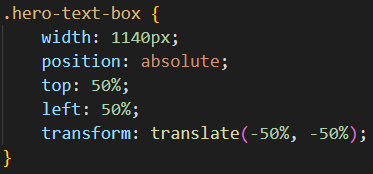 .hero-text-box {
    width: 1140px;
    position: absolute;
    top: 50%;
    left: 50%;
    transform: translate(-50%, -50%);
}